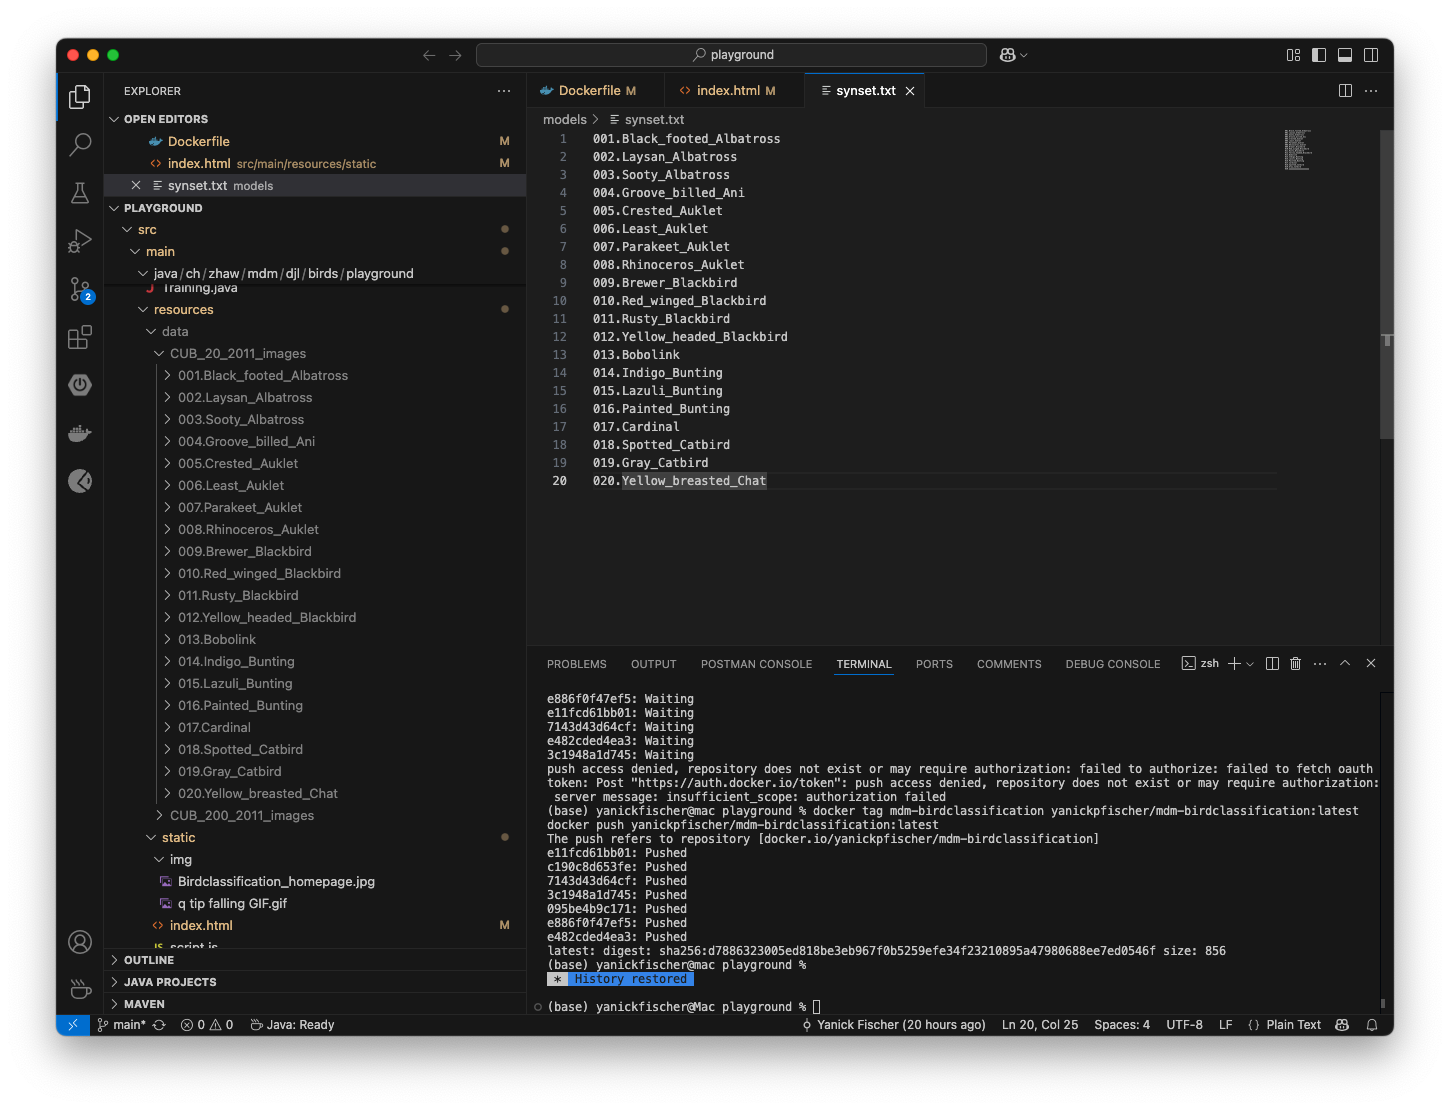 playground
EXPLORER
OPEN EDITORS
Dockerfile M
index.html src/main/resources/static M
synset.txt models
PLAYGROUND
src
main
java/ch/zhaw/mdm/djl/birds/playground
Training.java
resources
data
CUB_20_2011_images
001.Black_footed_Albatross
002.Laysan_Albatross
003.Sooty_Albatross
004.Groove_billed_Ani
005.Crested_Auklet
006.Least_Auklet
007.Parakeet_Auklet
008.Rhinoceros_Auklet
009.Brewer_Blackbird
010.Red_winged_Blackbird
011.Rusty_Blackbird
012.Yellow_headed_Blackbird
013.Bobolink
014.Indigo_Bunting
015.Lazuli_Bunting
016.Painted_Bunting
017.Cardinal
018.Spotted_Catbird
019.Gray_Catbird
020.Yellow_breasted_Chat
CUB_200_2011_images
static
img
Birdclassification_homepage.jpg
q tip falling GIF.gif
index.html M
JS script.js
OUTLINE
JAVA PROJECTS
MAVEN
2
Dockerfile M
index.html M
synset.txt
models > synset.txt
1 001.Black_footed_Albatross
2 002.Laysan_Albatross
3 003.Sooty_Albatross
4 004.Groove_billed_Ani
5 005.Crested_Auklet
6 006.Least_Auklet
7 007.Parakeet_Auklet
8 008.Rhinoceros_Auklet
9 009.Brewer_Blackbird
10 010.Red_winged_Blackbird
11 011.Rusty_Blackbird
12 012.Yellow_headed_Blackbird
13 013.Bobolink
14 014.Indigo_Bunting
15 015.Lazuli_Bunting
16 016.Painted_Bunting
17 017.Cardinal
18 018.Spotted_Catbird
19 019.Gray_Catbird
20 020.Yellow_breasted_Chat
PROBLEMS OUTPUT POSTMAN CONSOLE TERMINAL PORTS COMMENTS DEBUG CONSOLE zsh
e886f0f47ef5: Waiting
e11fcd61bb01: Waiting
7143d43d64cf: Waiting
e482cded4ea3: Waiting
3c1948a1d745: Waiting
push access denied, repository does not exist or may require authorization: failed to authorize: failed to fetch oauth
token: Post "https://auth.docker.io/token": push access denied, repository does not exist or may require authorization:
server message: insufficient_scope: authorization failed
(base) yanickfischer@mac playground % docker tag mdm-birdclassification yanickpfischer/mdm-birdclassification:latest
docker push yanickpfischer/mdm-birdclassification:latest
The push refers to repository [docker.io/yanickpfischer/mdm-birdclassification]
e11fcd61bb01: Pushed
c190c8d653fe: Pushed
7143d43d64cf: Pushed
3c1948a1d745: Pushed
095be4b9c171: Pushed
e886f0f47ef5: Pushed
e482cded4ea3: Pushed
latest: digest: sha256:d7886323005ed818be3eb967f0b5259efe34f23210895a47980688ee7ed0546f size: 856
(base) yanickfischer@mac playground %
* History restored
(base) yanickfischer@Mac playground %
main* 0 0 Java: Ready Yanick Fischer (20 hours ago) Ln 20, Col 25 Spaces: 4 UTF-8 LF {} Plain Text